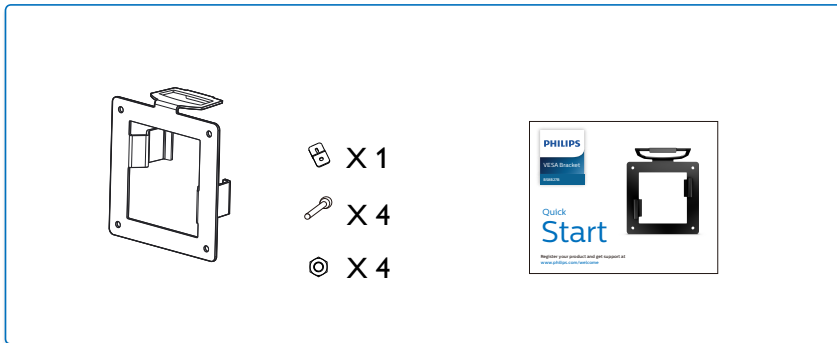 X 1
X 4
X 4
PHILIPS
VESA Bracket
Quick
Start
Register your product and get support at
www.philips.com/welcome